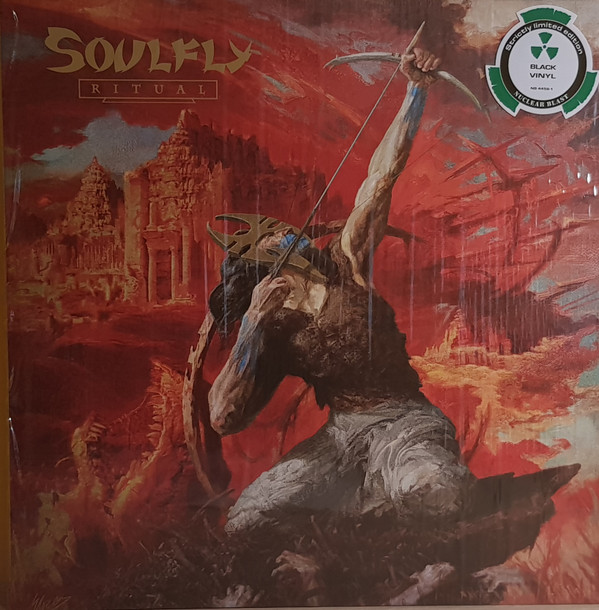 SOULFLY
RITUAL
Strictly limited edition
BLACK
VINYL
NUCLEAR BLAST